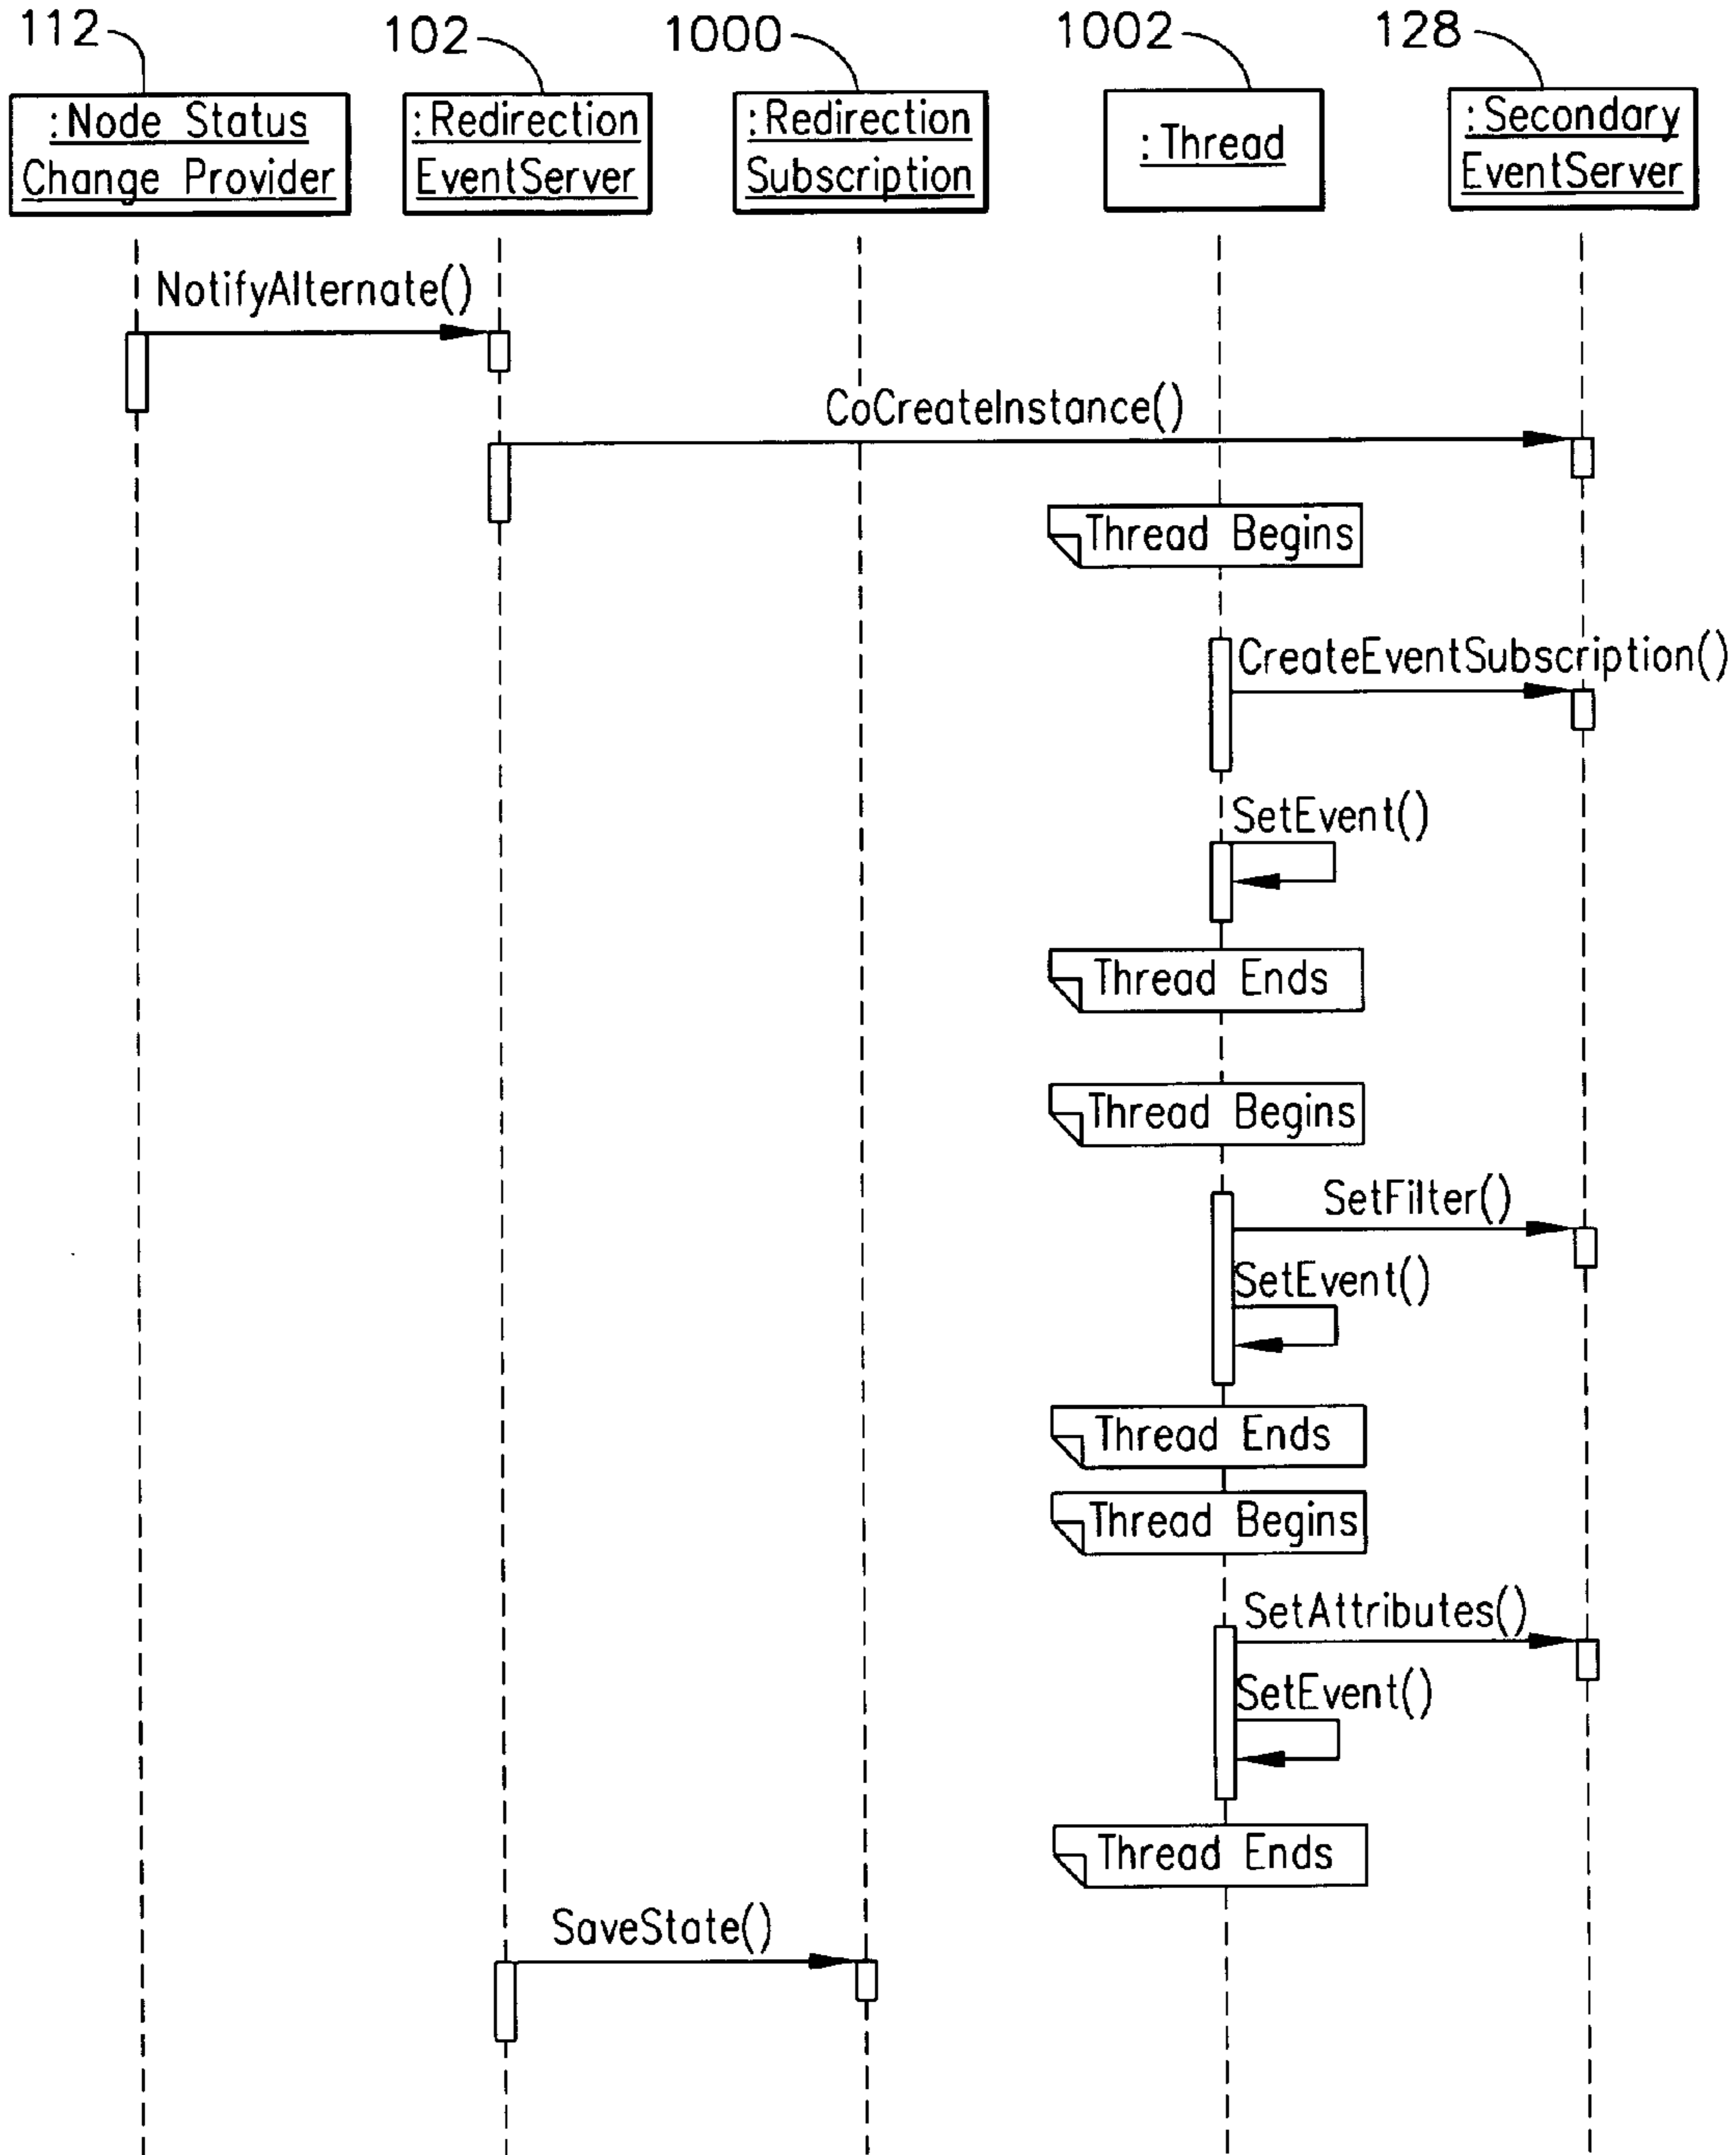 112
102
1000
1002
128
:Node Status
Change Provider
:Redirection
EventServer
:Redirection
Subscription
:Thread
:Secondary
EventServer
NotifyAlternate()
CoCreateInstance()
Thread Begins
CreateEventSubscription()
SetEvent()
Thread Ends
Thread Begins
SetFilter()
SetEvent()
Thread Ends
Thread Begins
SetAttributes()
SetEvent()
Thread Ends
SaveState()